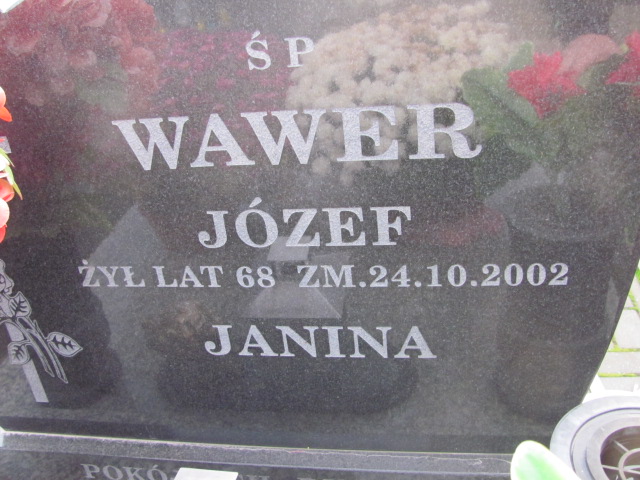 ŚP
WAWER
JÓZEF
ŻYŁ LAT 68 ZM.24.10.2002
JANINA